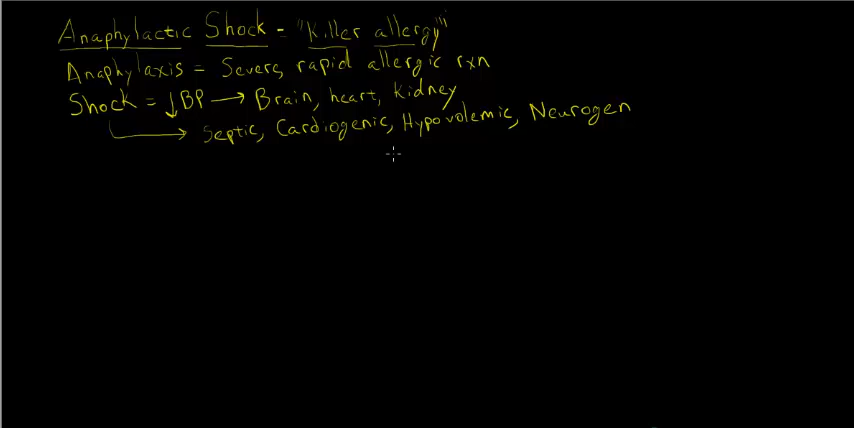 Anaphylactic Shock - "Killer allergy"
Anaphylaxis = Severe, rapid allergic rxn
Shock = ↓BP → Brain, heart, Kidney
→ Septic, Cardiogenic, Hypovolemic, Neurogen